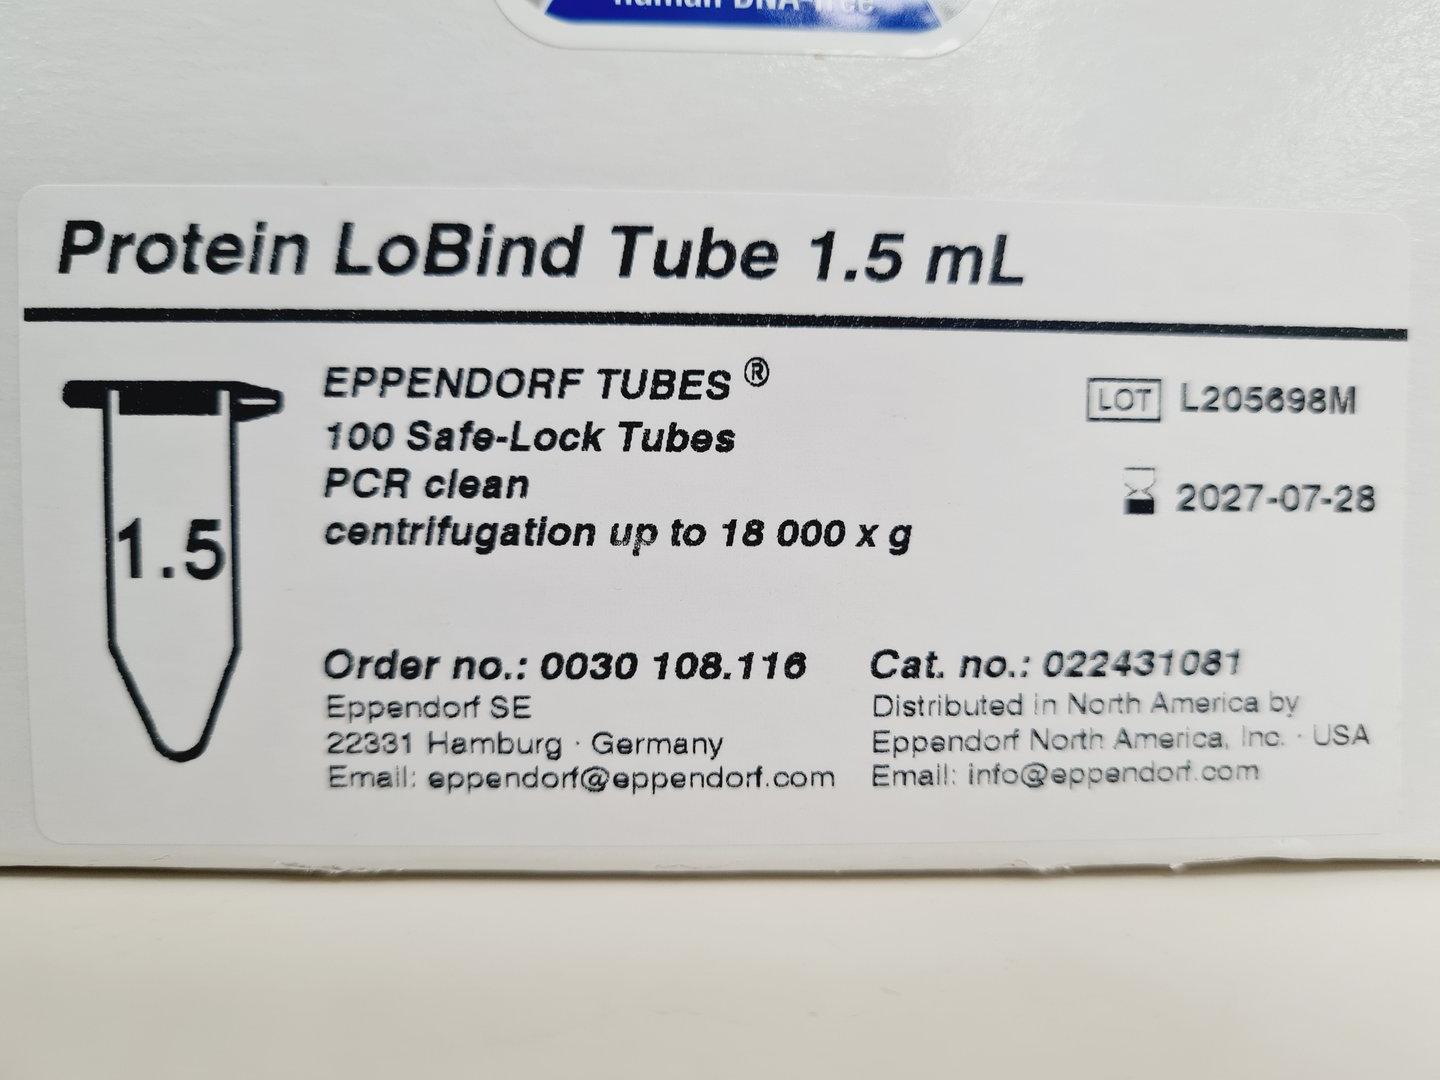 human DNA-free
Protein LoBind Tube 1.5 mL
1.5
EPPENDORF TUBES ®
100 Safe-Lock Tubes
PCR clean
centrifugation up to 18 000 x g
LOT L205698M
2027-07-28
Order no.: 0030 108.116
Eppendorf SE
22331 Hamburg · Germany
Email: eppendorf@eppendorf.com
Cat. no.: 022431081
Distributed in North America by
Eppendorf North America, Inc. · USA
Email: info@eppendorf.com